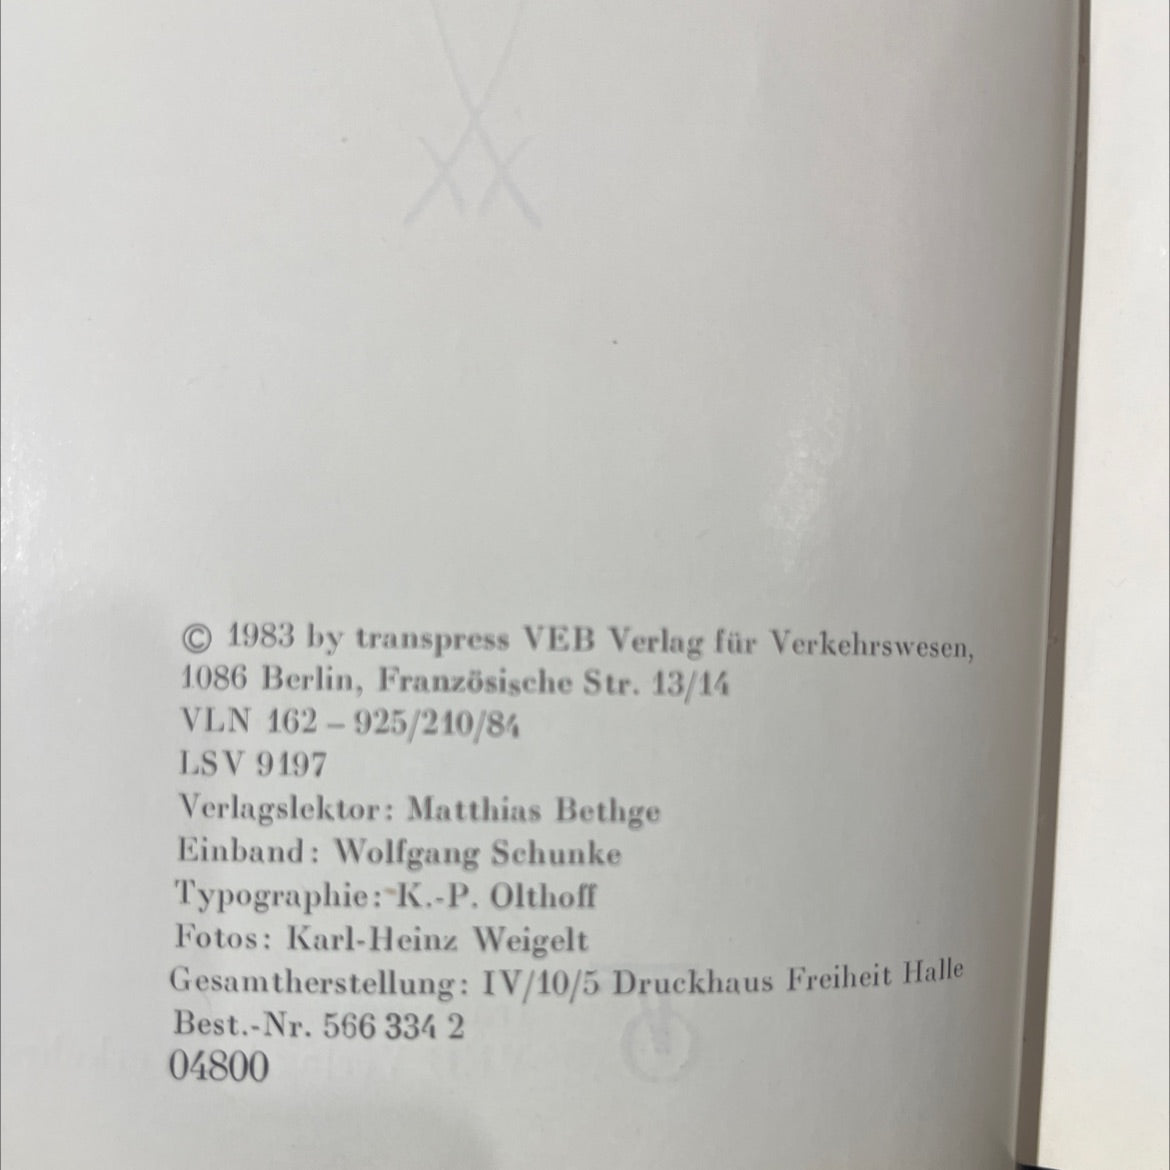 © 1983 by transpress VEB Verlag für Verkehrswesen,
1086 Berlin, Französische Str. 13/14
VLN 162 – 925/210/84
LSV 9197
Verlagslektor: Matthias Bethge
Einband: Wolfgang Schunke
Typographie: K.-P. Olthoff
Fotos: Karl-Heinz Weigelt
Gesamtherstellung: IV/10/5 Druckhaus Freiheit Halle
Best.-Nr. 566 334 2
04800